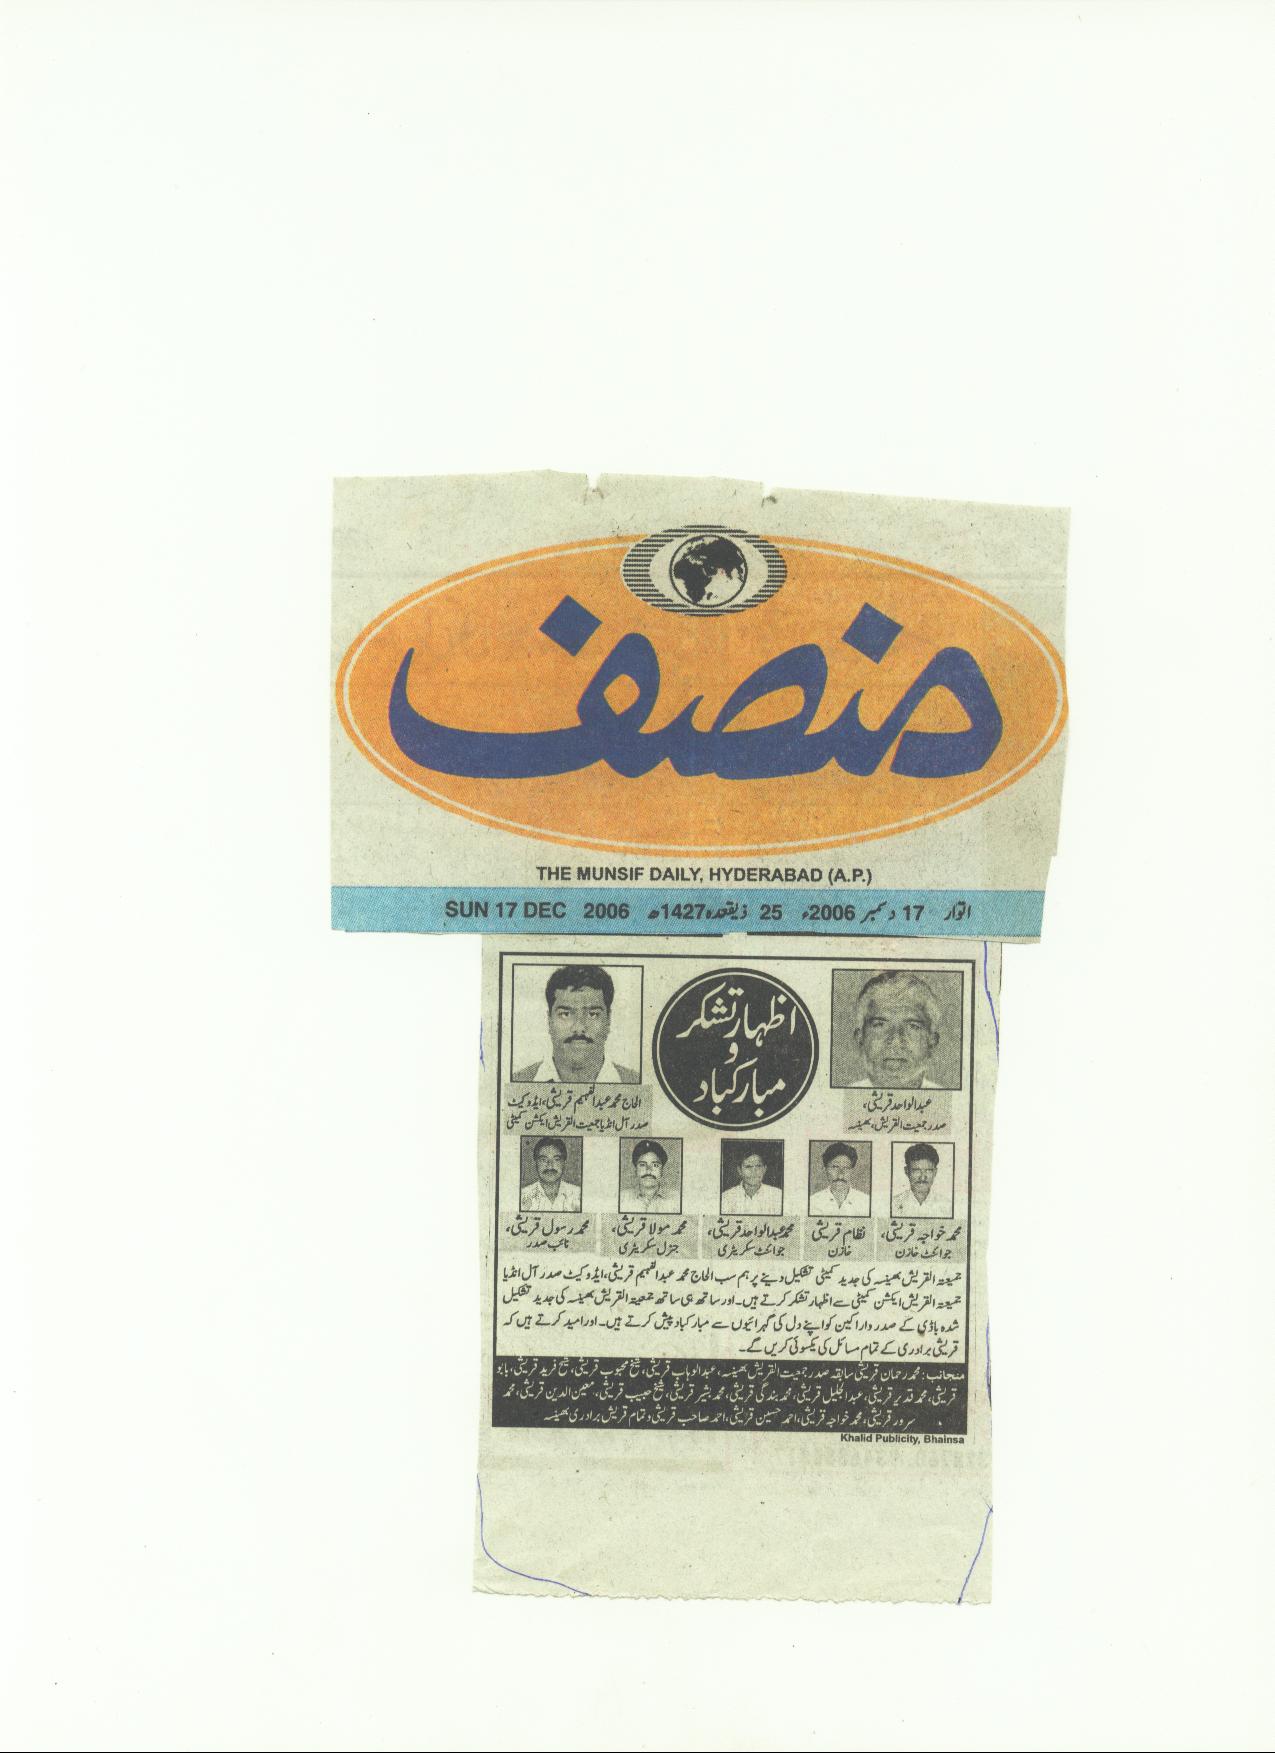 منصف
THE MUNSIF DAILY, HYDERABAD (A.P.)
SUN 17 DEC 2006 اتوار 17 دسمبر 2006ء 25 ذیقعدہ 1427ھ
اظہار تشکر
و
مبارکباد
عبدالواحد قریشی،
صدر جمعیت القریش، بھینسہ
الحاج محمد عبدالفہیم قریشی، ایڈوکیٹ
صدر آل انڈیا جمعیت القریش ایکشن کمیٹی
محمد خواجہ قریشی،
جوائنٹ خازن
نظام قریشی
خازن
محمد عبدالواحد قریشی،
جوائنٹ سکریٹری
محمد مولا قریشی،
جنرل سکریٹری
محمد رسول قریشی،
نائب صدر
جمیعۃ القریش بھینسہ کی جدید کمیٹی تشکیل دینے پر ہم سب الحاج محمد عبدالفہیم قریشی، ایڈوکیٹ صدر آل انڈیا
جمیعۃ القریش ایکشن کمیٹی سے اظہار تشکر کرتے ہیں۔ اور ساتھ ہی ساتھ جمعیۃ القریش بھینسہ کی جدید تشکیل
شدہ باڈی کے صدر و اراکین کو اپنے دل کی گہرائیوں سے مبارکباد پیش کرتے ہیں۔ اور امید کرتے ہیں کہ
قریشی برادری کے تمام مسائل کی یکسوئی کریں گے۔
منجانب: محمد رحمان قریشی سابقہ صدر جمعیت القریش بھینسہ، عبدالوہاب قریشی، شیخ محبوب قریشی، شیخ فرید قریشی، بابو
قریشی، محمد قدیر قریشی، عبدالجلیل قریشی، محمد بندگی قریشی، محمد بشیر قریشی، شیخ حبیب قریشی، معین الدین قریشی، محمد
سرور قریشی، محمد خواجہ قریشی، احمد حسین قریشی، احمد صاحب قریشی و تمام قریش برادری بھینسہ
Khalid Publicity, Bhainsa